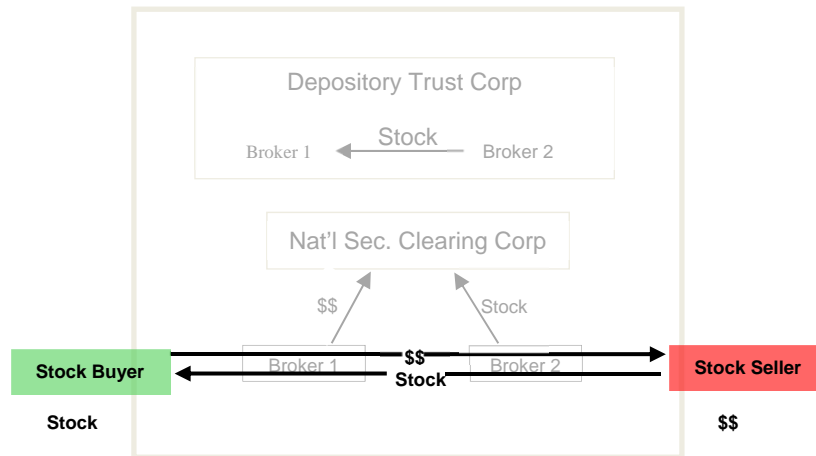 Depository Trust Corp
Stock
Broker 1
Broker 2
Nat'l Sec. Clearing Corp
$$
Stock
Broker 1
$$
Broker 2
Stock Buyer
Stock
Stock Seller
Stock
$$